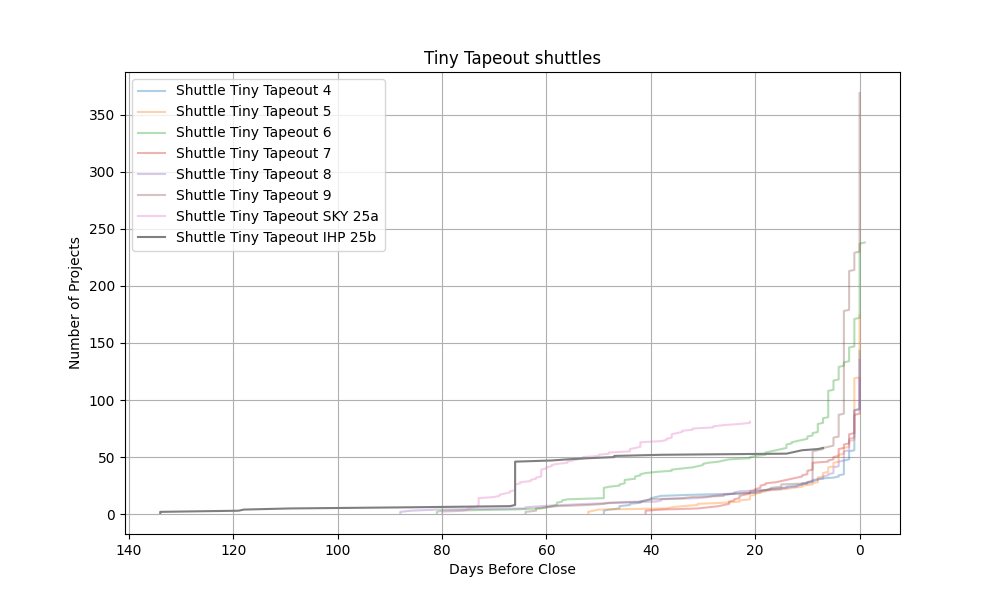 Tiny Tapeout shuttles
Shuttle Tiny Tapeout 4
Shuttle Tiny Tapeout 5
Shuttle Tiny Tapeout 6
Shuttle Tiny Tapeout 7
Shuttle Tiny Tapeout 8
Shuttle Tiny Tapeout 9
Shuttle Tiny Tapeout SKY 25a
Shuttle Tiny Tapeout IHP 25b
Number of Projects
350
300
250
200
150
100
50
0
140 120 100 80 60 40 20 0
Days Before Close